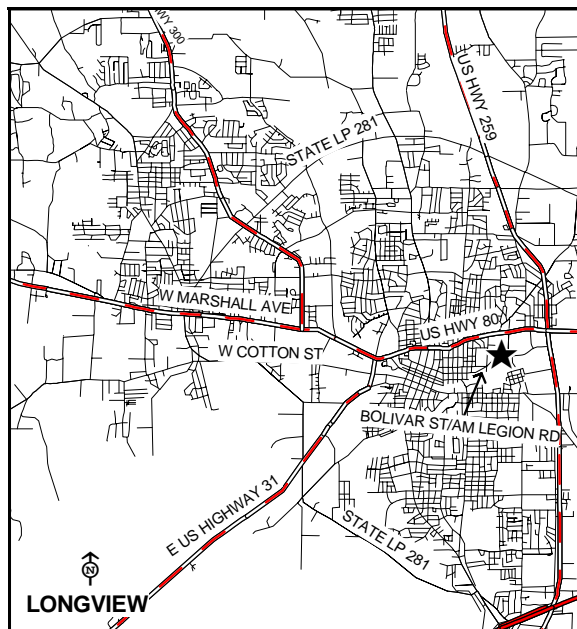 HWY 300
US HWY 259
STATE LP 281
W MARSHALL AVE
US HWY 80
W COTTON ST
BOLIVAR ST/AM LEGION RD
E US HIGHWAY 31
STATE LP 281
N
LONGVIEW